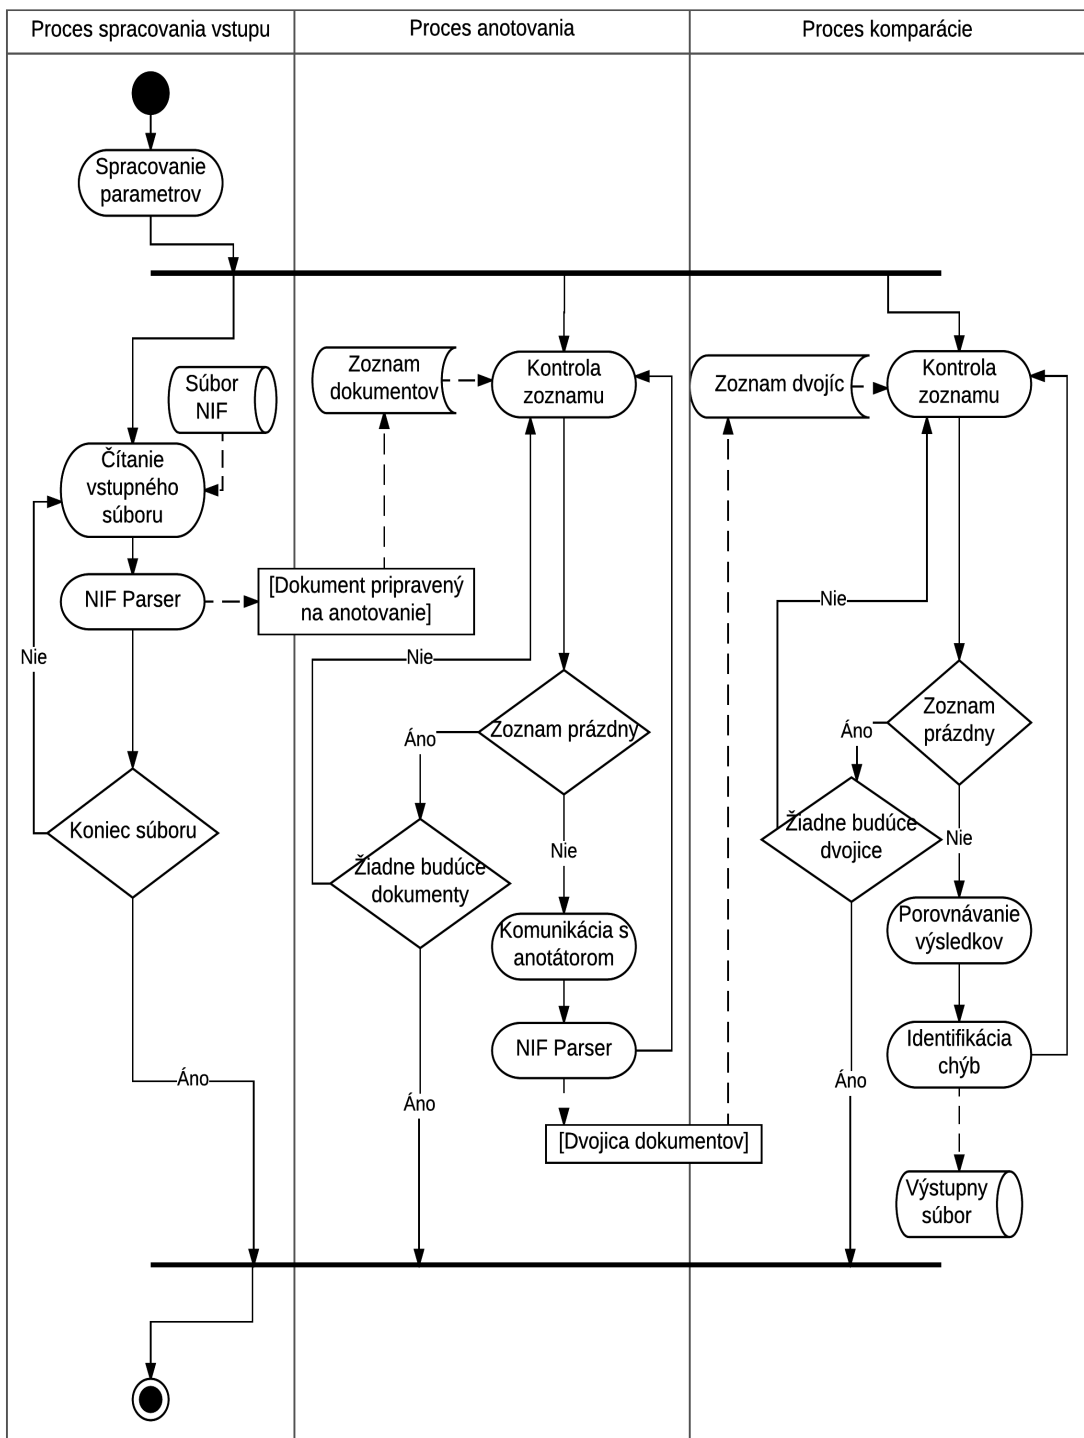 Proces spracovania vstupu
Proces anotovania
Proces komparácie
Spracovanie
parametrov
Súbor
NIF
Čítanie
vstupného
súboru
NIF Parser
Nie
Koniec súboru
Áno
Zoznam
dokumentov
Kontrola
zoznamu
[Dokument pripravený
na anotovanie]
Nie
Zoznam prázdny
Áno
Žiadne budúce
dokumenty
Nie
Komunikácia s
anotátorom
NIF Parser
Áno
[Dvojica dokumentov]
Zoznam dvojíc
Kontrola
zoznamu
Nie
Zoznam
prázdny
Áno
Žiadne budúce
dvojice
Nie
Porovnávanie
výsledkov
Identifikácia
chýb
Áno
Výstupny
súbor